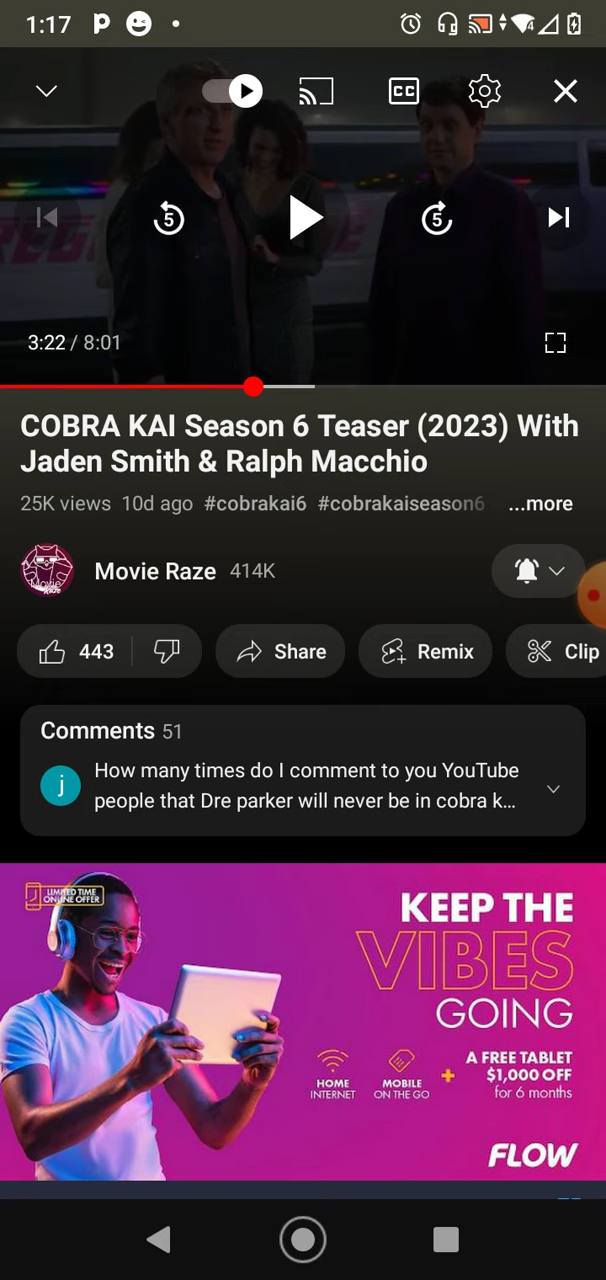 1:17
CC
5
5
3:22 / 8:01
COBRA KAI Season 6 Teaser (2023) With
Jaden Smith & Ralph Macchio
25K views 10d ago #cobrakai6 #cobrakaiseason6 ...more
Movie Raze 414K
443 Share Remix Clip
Comments 51
j
How many times do I comment to you YouTube
people that Dre parker will never be in cobra k...
LIMITED TIME
ONLINE OFFER
KEEP THE
VIBES
GOING
HOME
INTERNET
MOBILE
ON THE GO
+
A FREE TABLET
$1,000 OFF
for 6 months
FLOW